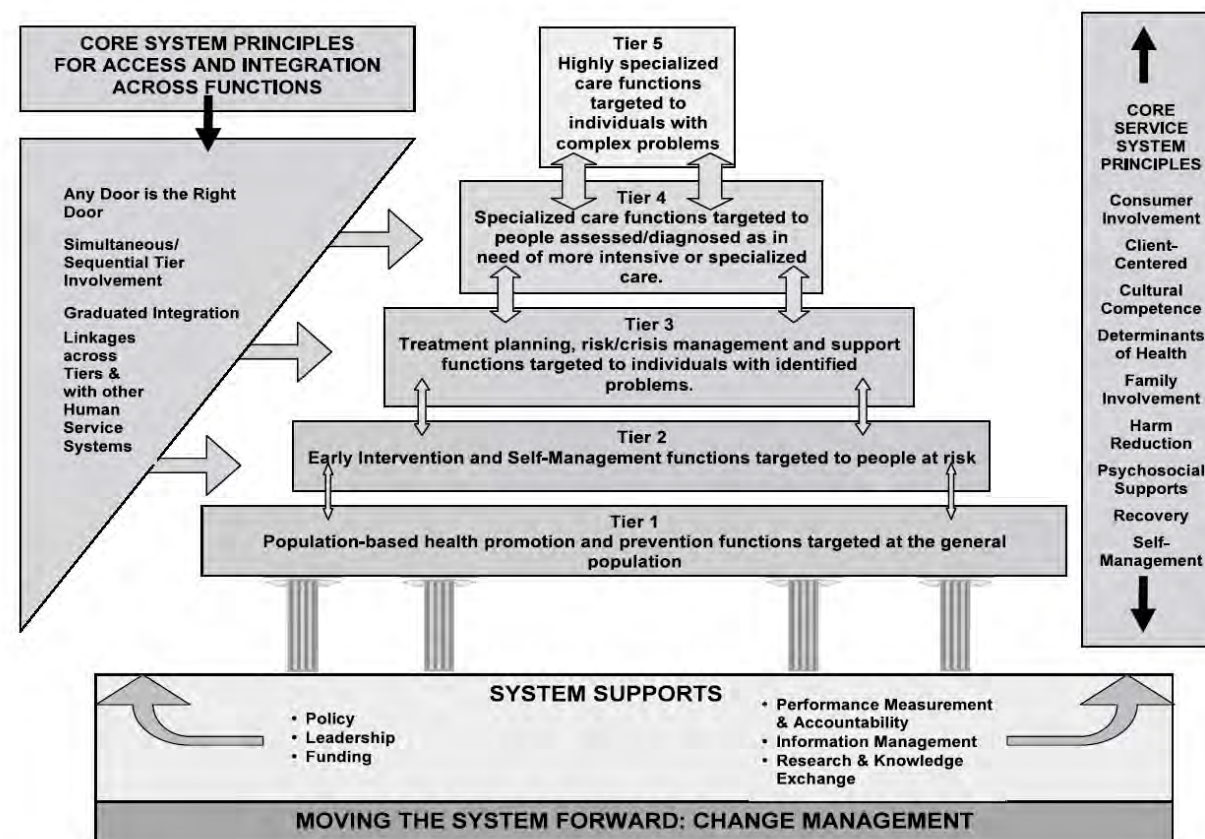 CORE SYSTEM PRINCIPLES
FOR ACCESS AND INTEGRATION
ACROSS FUNCTIONS
Any Door is the Right
Door
Simultaneous/
Sequential Tier
Involvement
Graduated Integration
Linkages
across
Tiers &
with other
Human
Service
Systems
Tier 5
Highly specialized
care functions
targeted to
individuals with
complex problems
Tier 4
Specialized care functions targeted to
people assessed/diagnosed as in
need of more intensive or specialized
care.
Tier 3
Treatment planning, risk/crisis management and support
functions targeted to individuals with identified
problems.
Tier 2
Early Intervention and Self-Management functions targeted to people at risk
Tier 1
Population-based health promotion and prevention functions targeted at the general
population
CORE
SERVICE
SYSTEM
PRINCIPLES
Consumer
Involvement
Client-
Centered
Cultural
Competence
Determinants
of Health
Family
Involvement
Harm
Reduction
Psychosocial
Supports
Recovery
Self-
Management
SYSTEM SUPPORTS
• Policy
• Leadership
• Funding
• Performance Measurement
& Accountability
• Information Management
• Research & Knowledge
Exchange
MOVING THE SYSTEM FORWARD: CHANGE MANAGEMENT